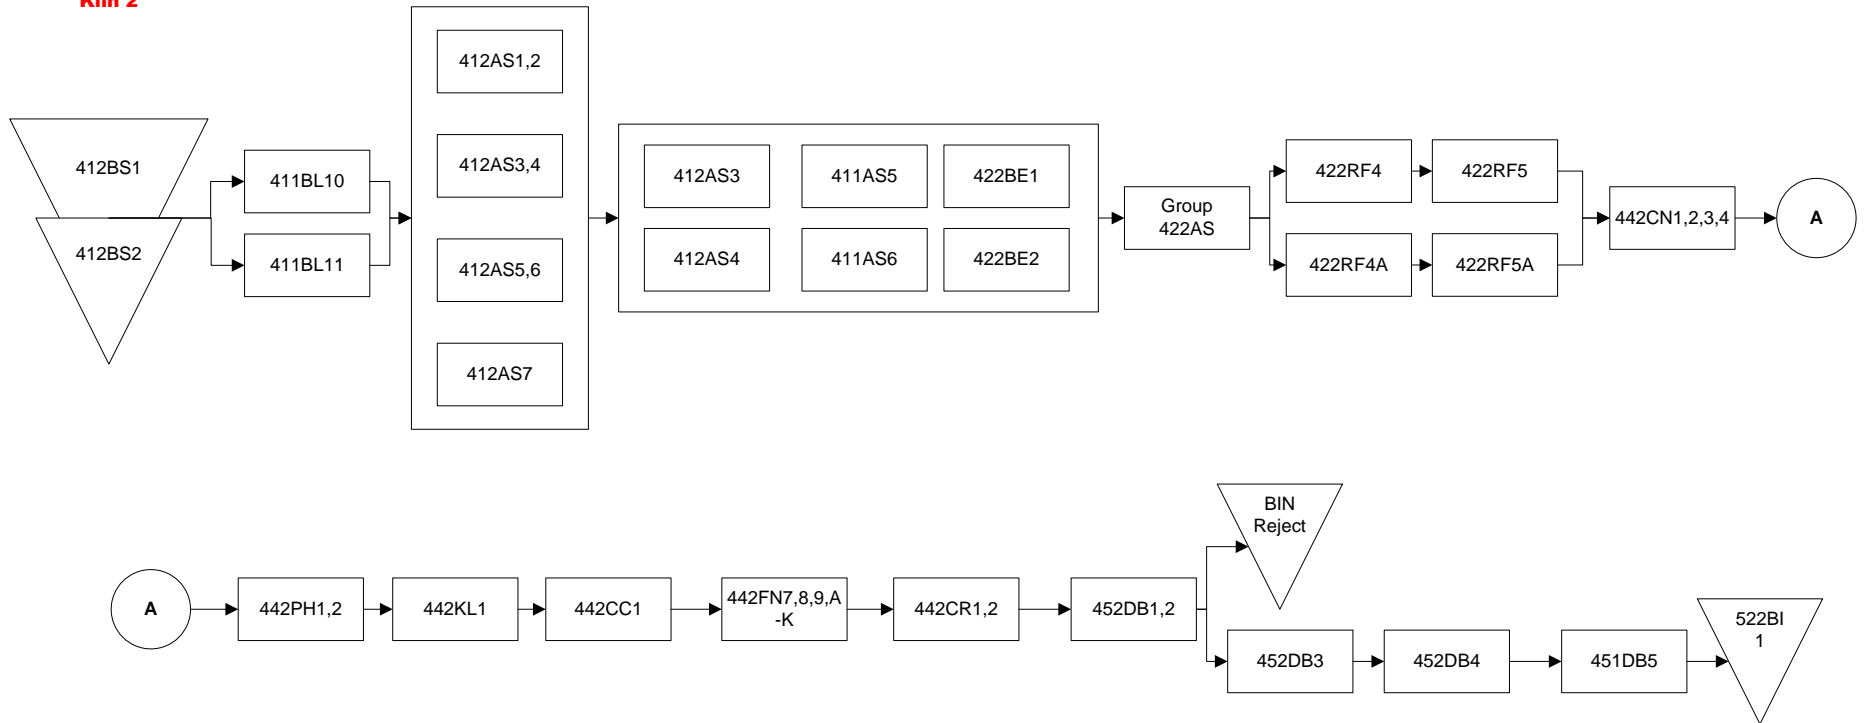 Kiln 2
412BS1
412BS2
411BL10
411BL11
412AS1,2
412AS3,4
412AS5,6
412AS7
412AS3
411AS5
422BE1
412AS4
411AS6
422BE2
Group
422AS
422RF4
422RF5
422RF4A
422RF5A
442CN1,2,3,4
A
A
442PH1,2
442KL1
442CC1
442FN7,8,9,A
-K
442CR1,2
452DB1,2
BIN
Reject
452DB3
452DB4
451DB5
522BI
1